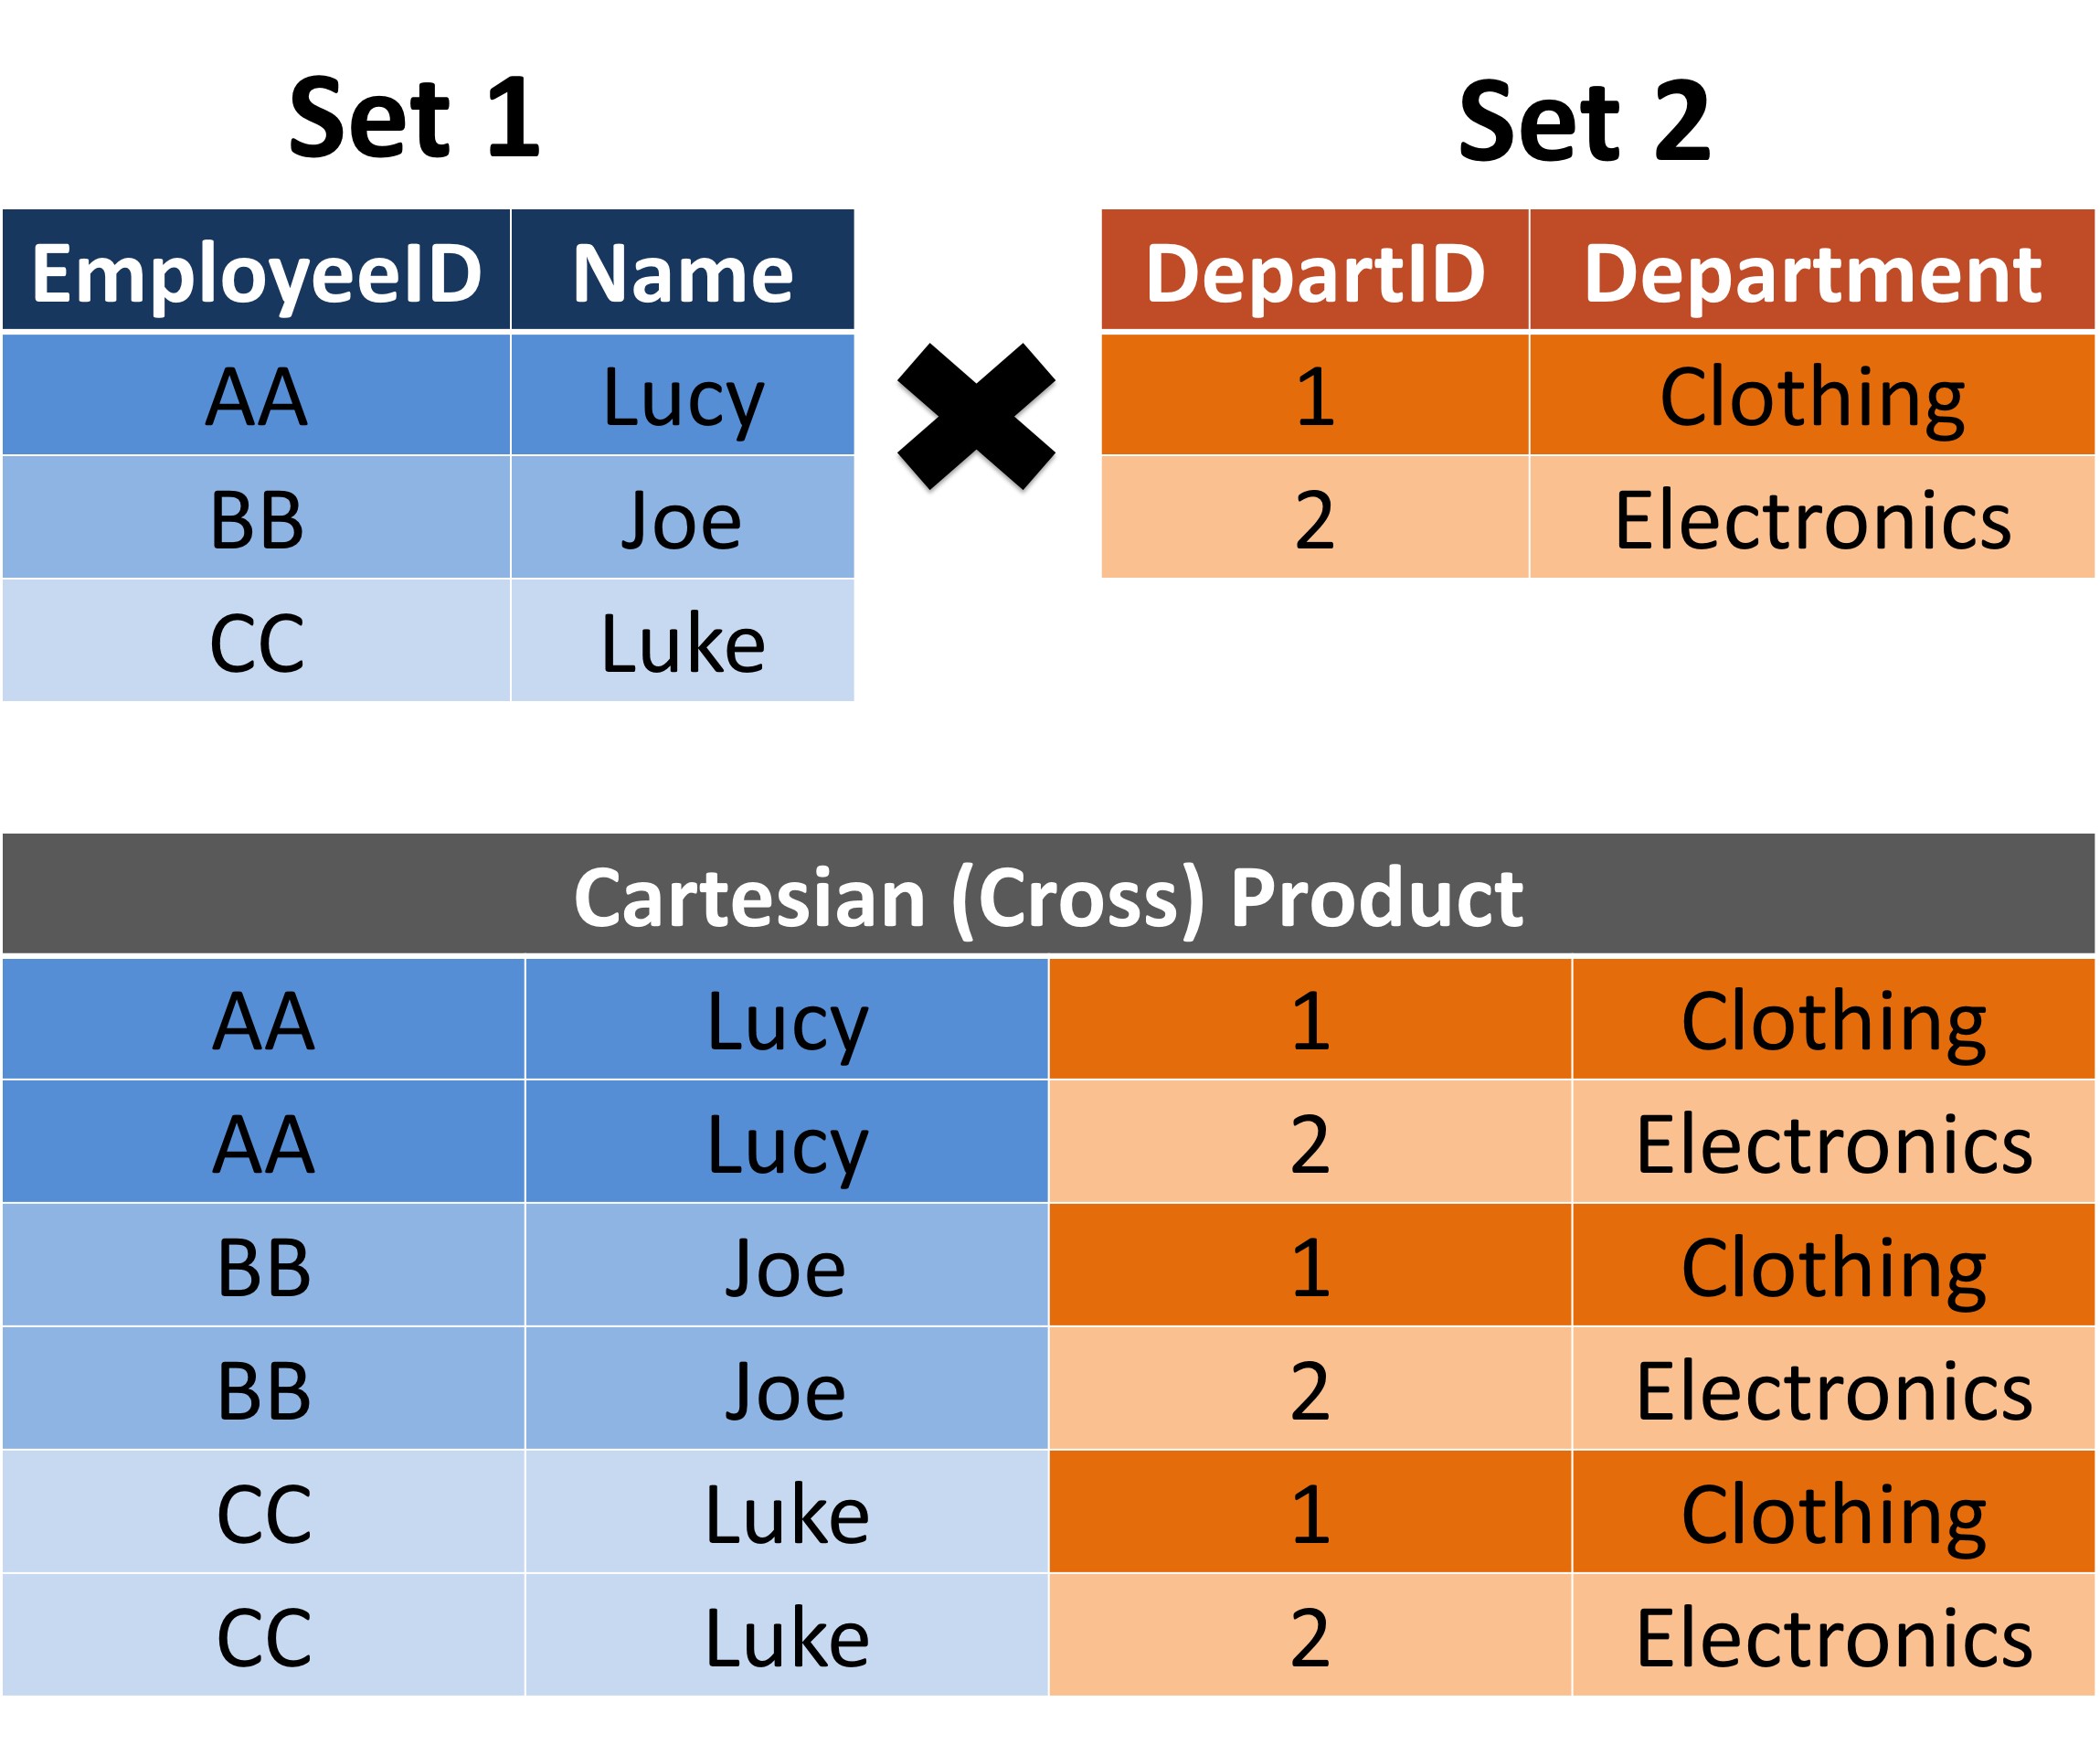 Set 1 Set 2
EmployeeID Name DepartID Department
AA Lucy 1 Clothing
BB Joe 2 Electronics
CC Luke
Cartesian (Cross) Product
AA Lucy 1 Clothing
AA Lucy 2 Electronics
BB Joe 1 Clothing
BB Joe 2 Electronics
CC Luke 1 Clothing
CC Luke 2 Electronics